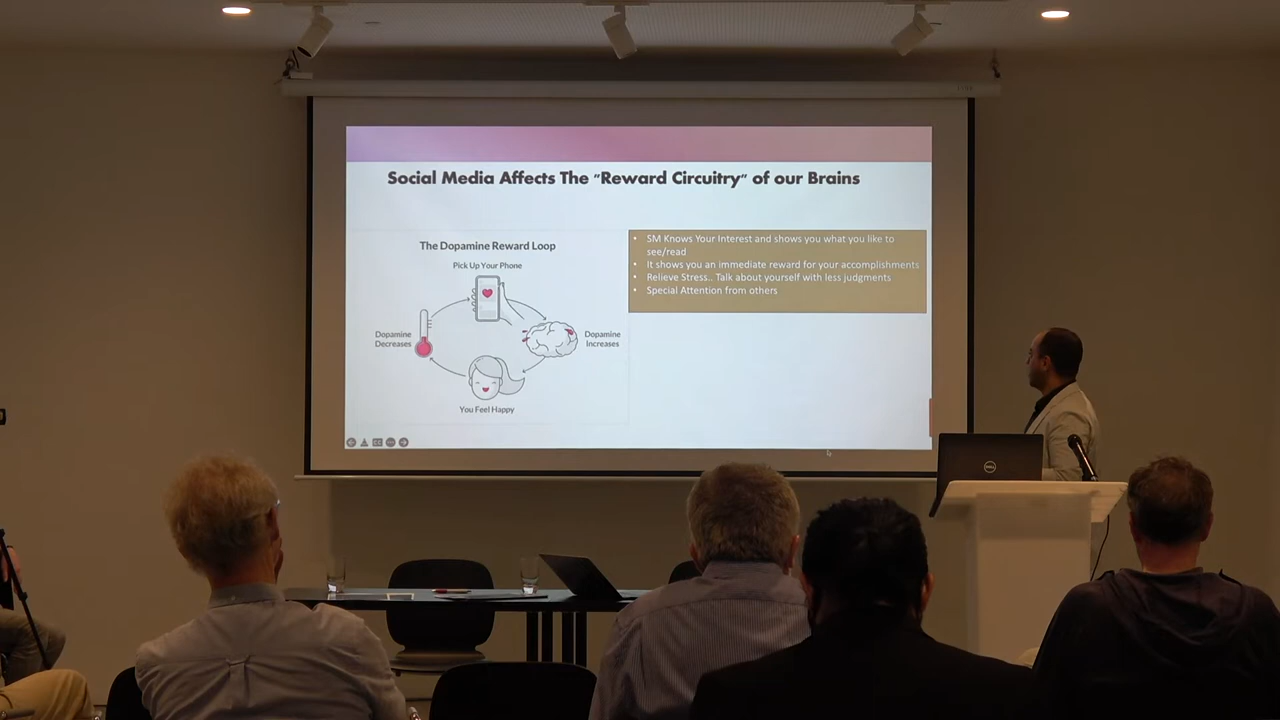 Social Media Affects The "Reward Circuitry" of our Brains
The Dopamine Reward Loop
Pick Up Your Phone
Dopamine
Increases
You Feel Happy
Dopamine
Decreases
• SM Knows Your Interest and shows you what you like to
see/read
• It shows you an immediate reward for your accomplishments
• Relieve Stress.. Talk about yourself with less judgments
• Special Attention from others
DELL